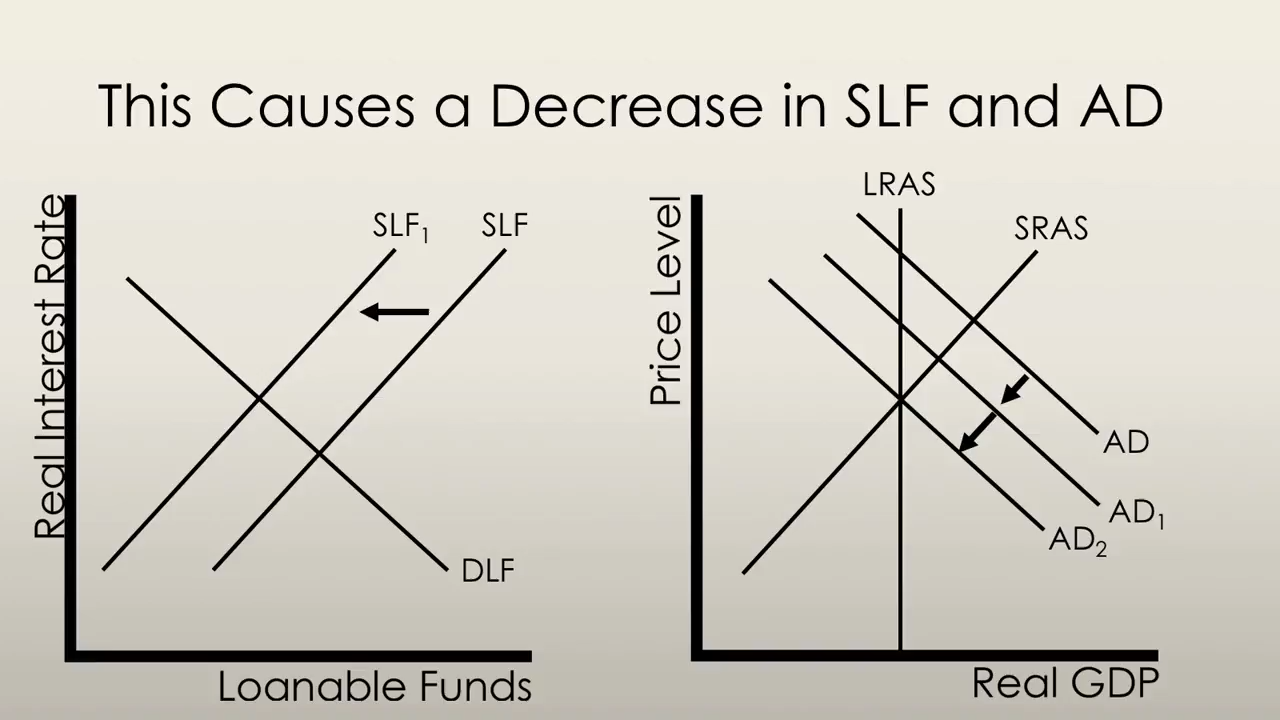 This Causes a Decrease in SLF and AD
Real Interest Rate
SLF₁
SLF
DLF
Loanable Funds
Price Level
LRAS
SRAS
AD
AD₁
AD₂
Real GDP